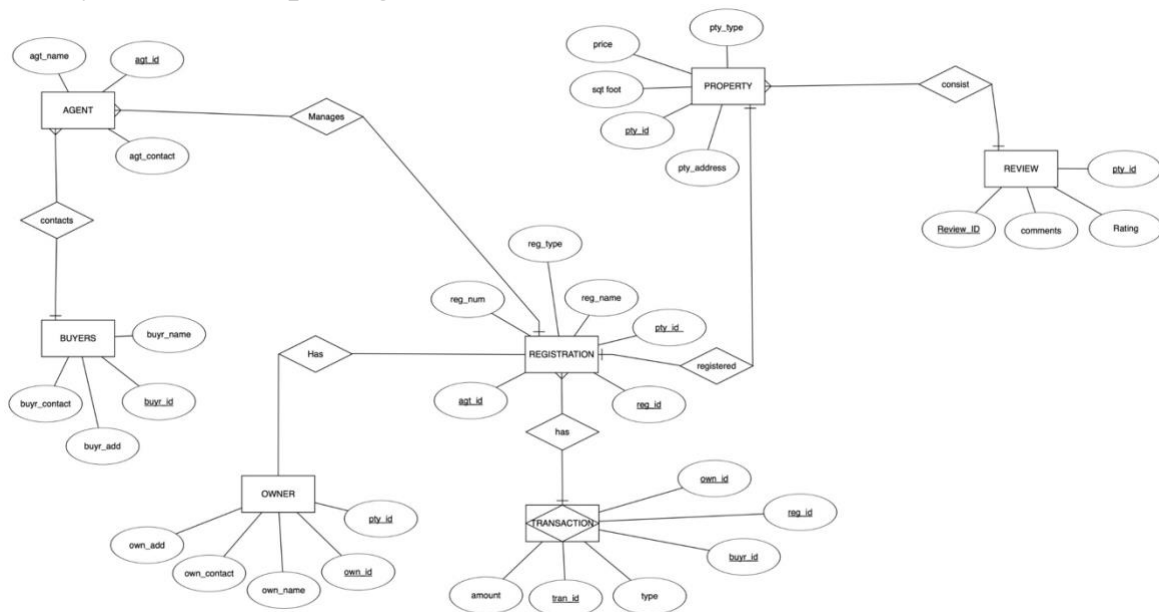 agt_name
agt_id
AGENT
agt_contact
Manages
contacts
BUYERS
buyr_name
buyr_contact
buyr_id
buyr_add
price
pty_type
sqt foot
PROPERTY
pty_id
pty_address
consist
REVIEW
pty_id
Review_ID
comments
Rating
reg_type
reg_num
reg_name
pty_id
REGISTRATION
registered
agt_id
reg_id
Has
has
OWNER
pty_id
own_add
own_contact
own_name
own_id
TRANSACTION
own_id
reg_id
buyr_id
amount
tran_id
type